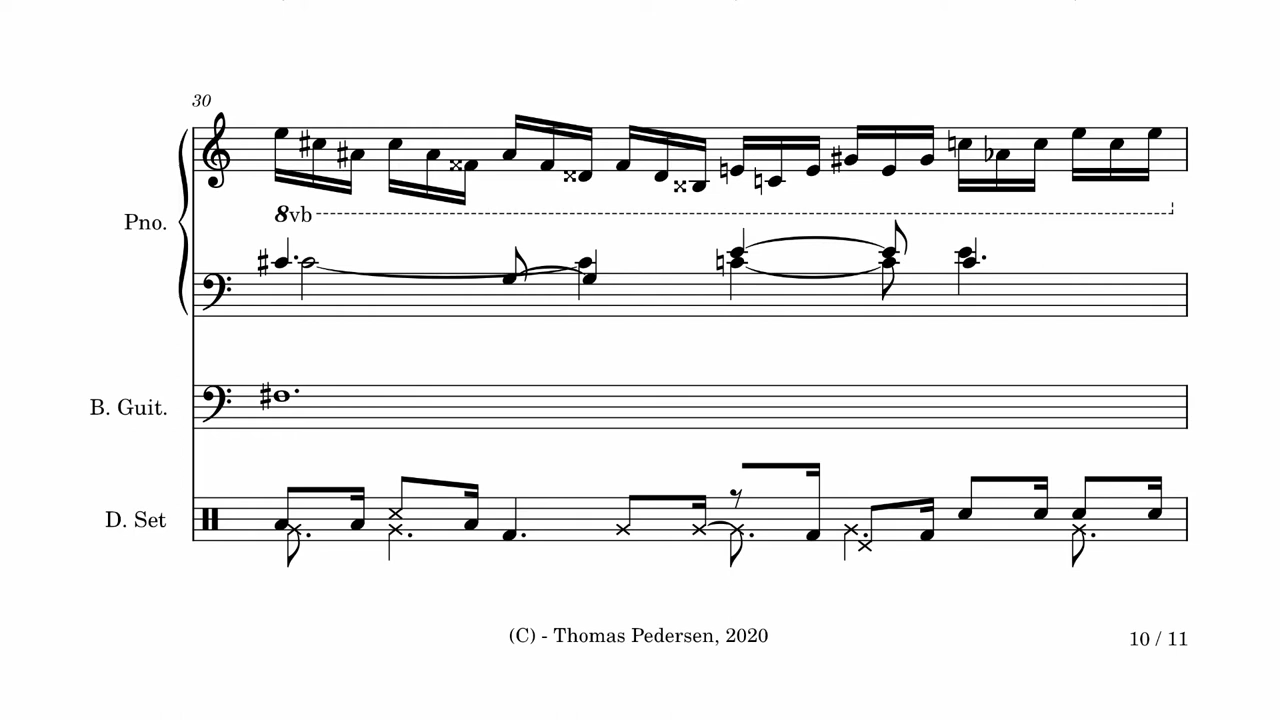 30
Pno.
8vb
B. Guit.
D. Set
(C) - Thomas Pedersen, 2020
10 / 11